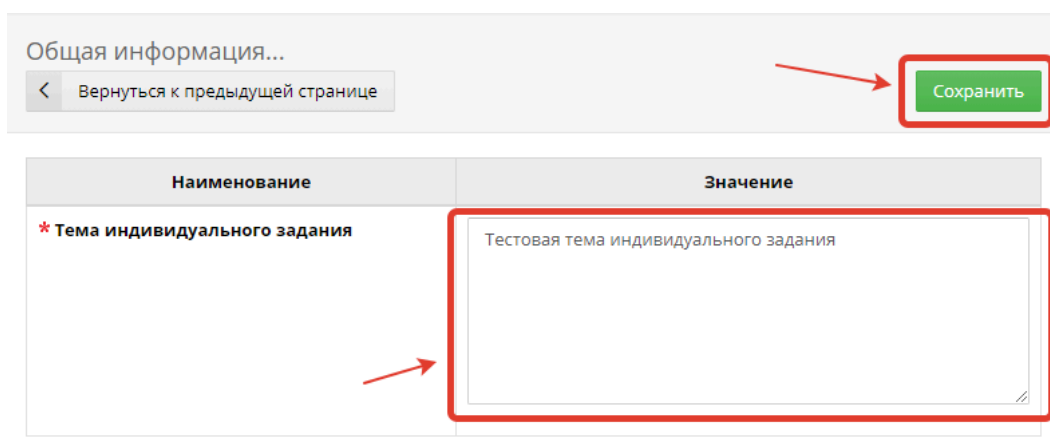 Общая информация...
Вернуться к предыдущей странице
Сохранить
Наименование
Значение
* Тема индивидуального задания
Тестовая тема индивидуального задания